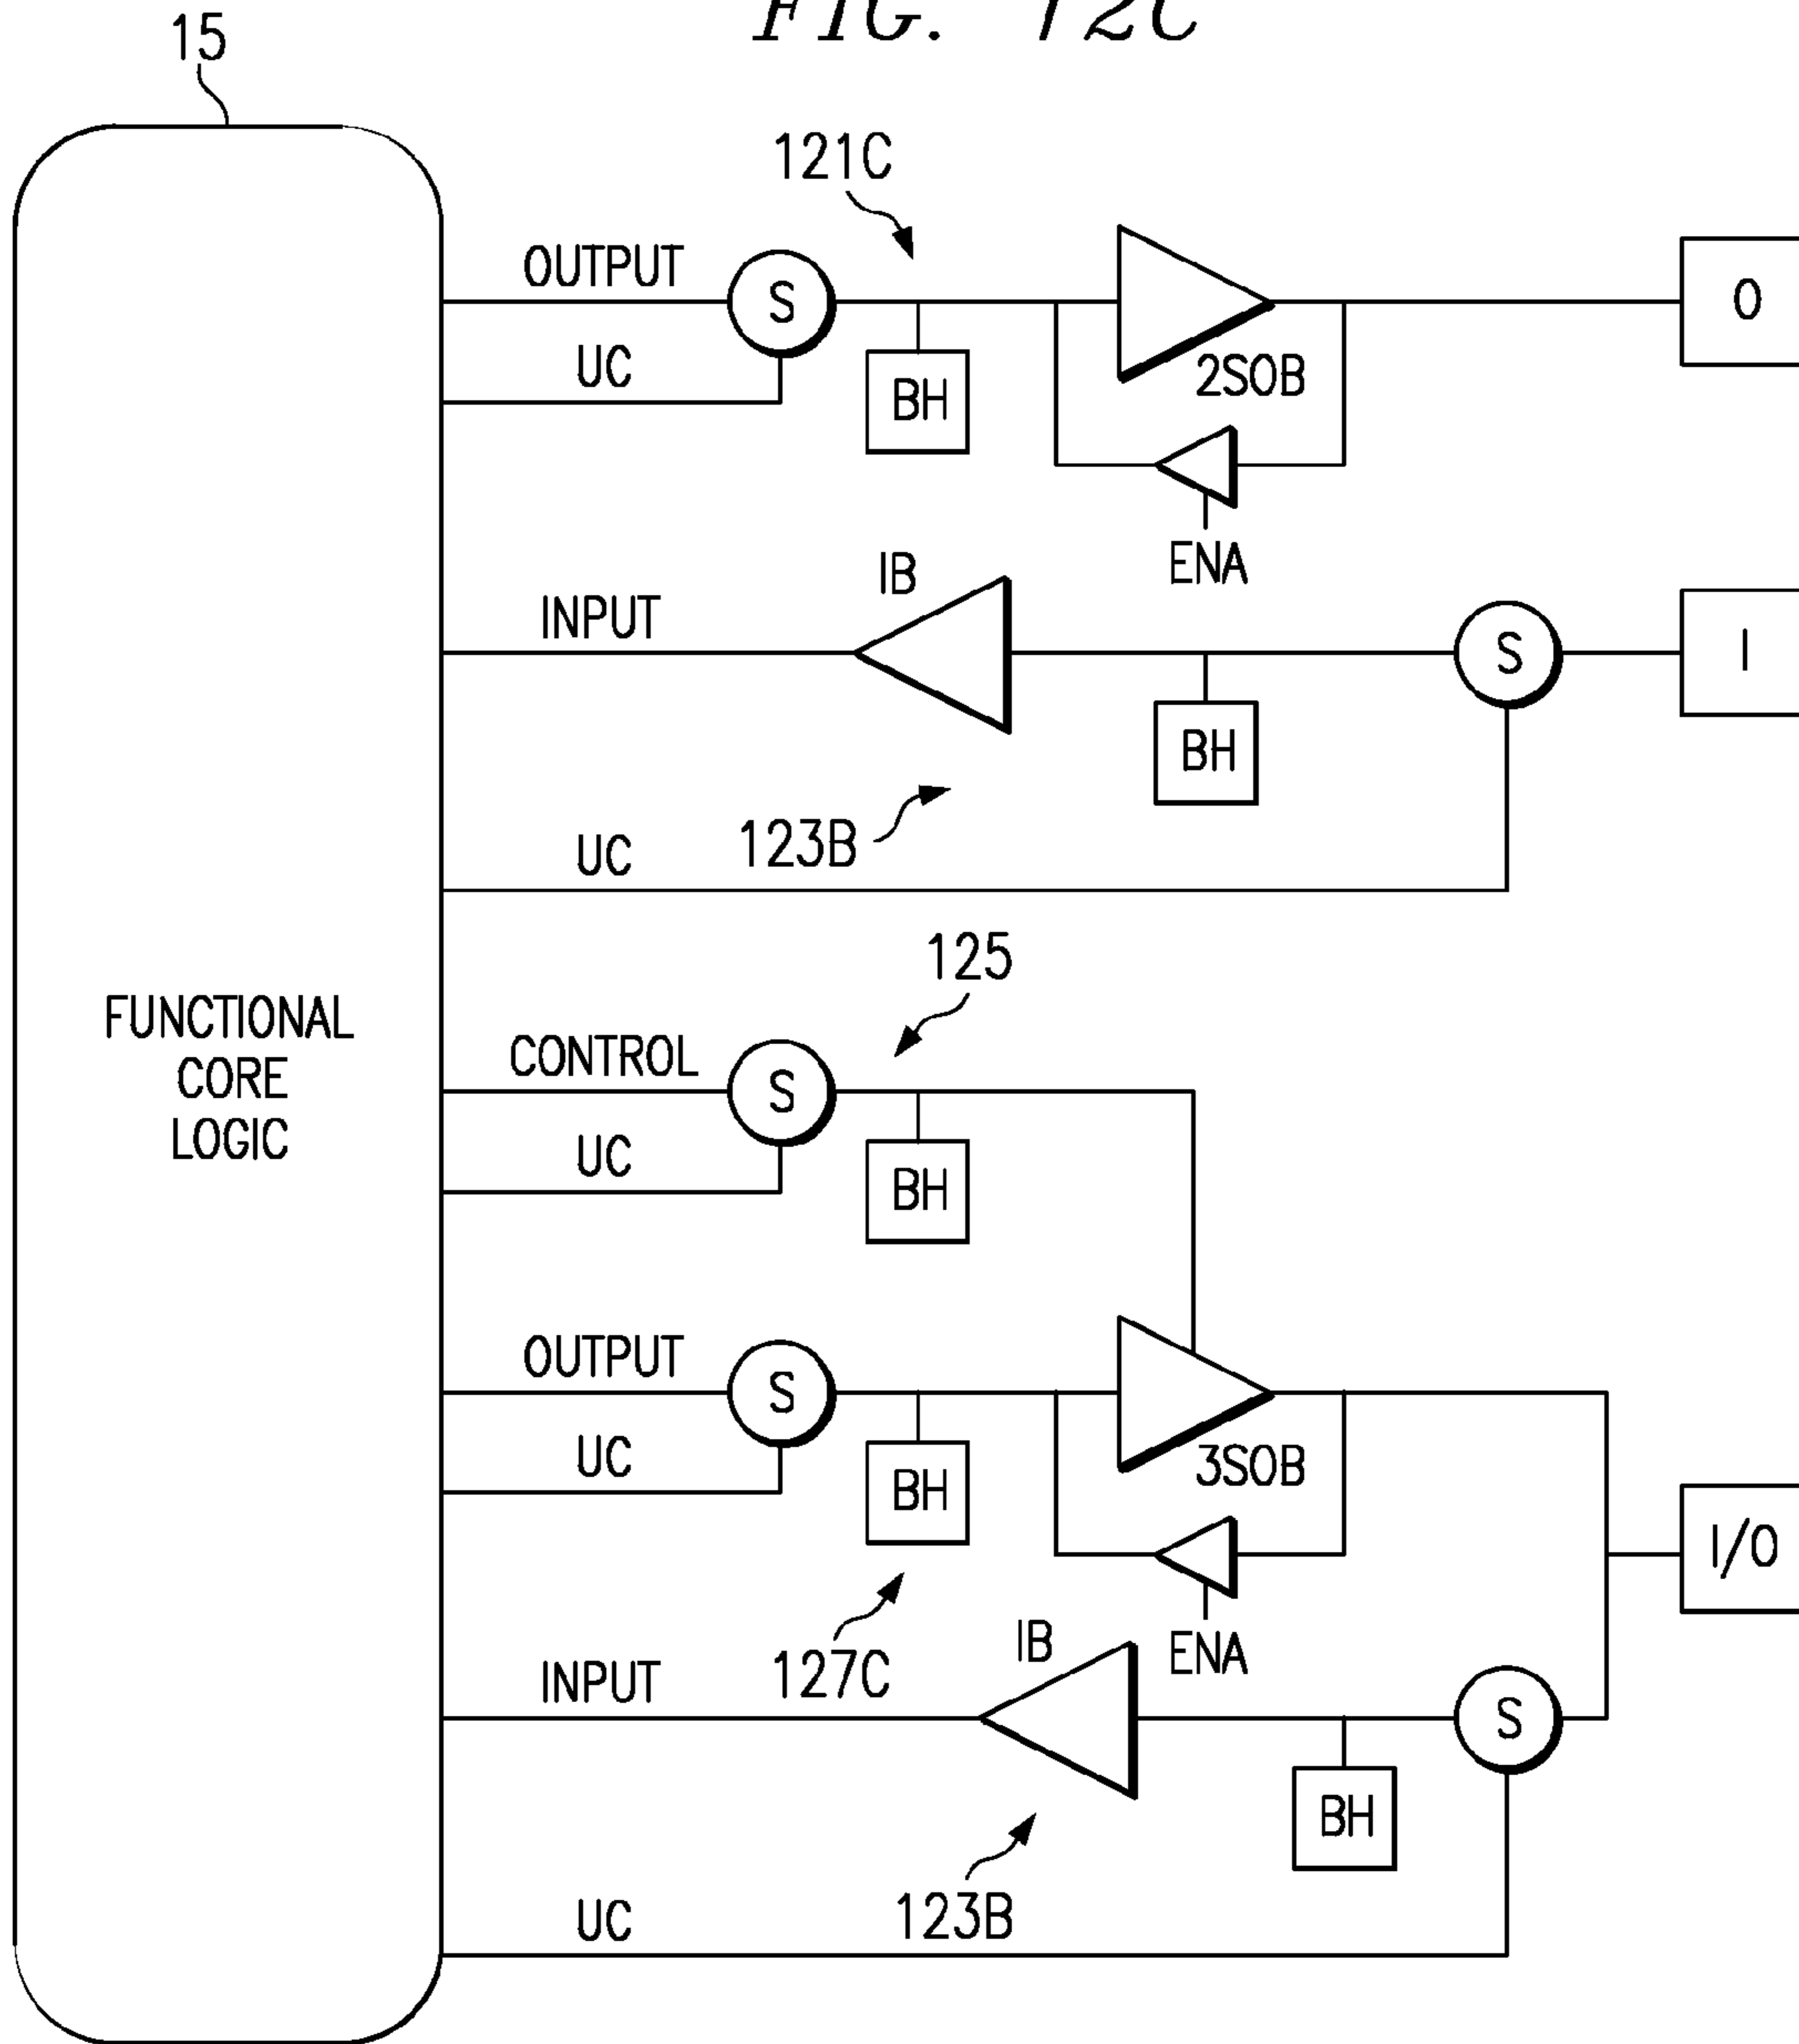 FIG. 12C
15
121C
OUTPUT
S
O
UC
BH
2SOB
ENA
IB
INPUT
S
I
BH
123B
UC
125
FUNCTIONAL
CORE
LOGIC
CONTROL
S
UC
BH
OUTPUT
S
UC
BH
3SOB
I/O
127C
ENA
IB
INPUT
S
BH
123B
UC